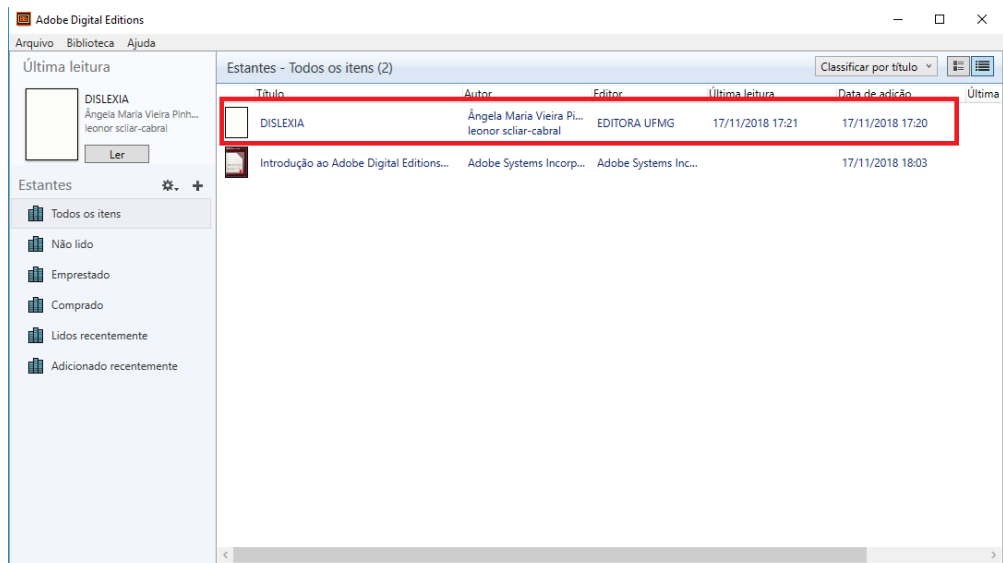 Adobe Digital Editions
Arquivo Biblioteca Ajuda
Última leitura
DISLEXIA
Ângela Maria Vieira Pinh...
leonor scliar-cabral
Ler
Estantes
Todos os itens
Não lido
Emprestado
Comprado
Lidos recentemente
Adicionado recentemente
Estantes - Todos os itens (2)
Classificar por título
Título Autor Editor Última leitura Data de adição Última
DISLEXIA Ângela Maria Vieira Pi... EDITORA UFMG 17/11/2018 17:21 17/11/2018 17:20
leonor scliar-cabral
Introdução ao Adobe Digital Editions... Adobe Systems Incorp... Adobe Systems Inc... 17/11/2018 18:03